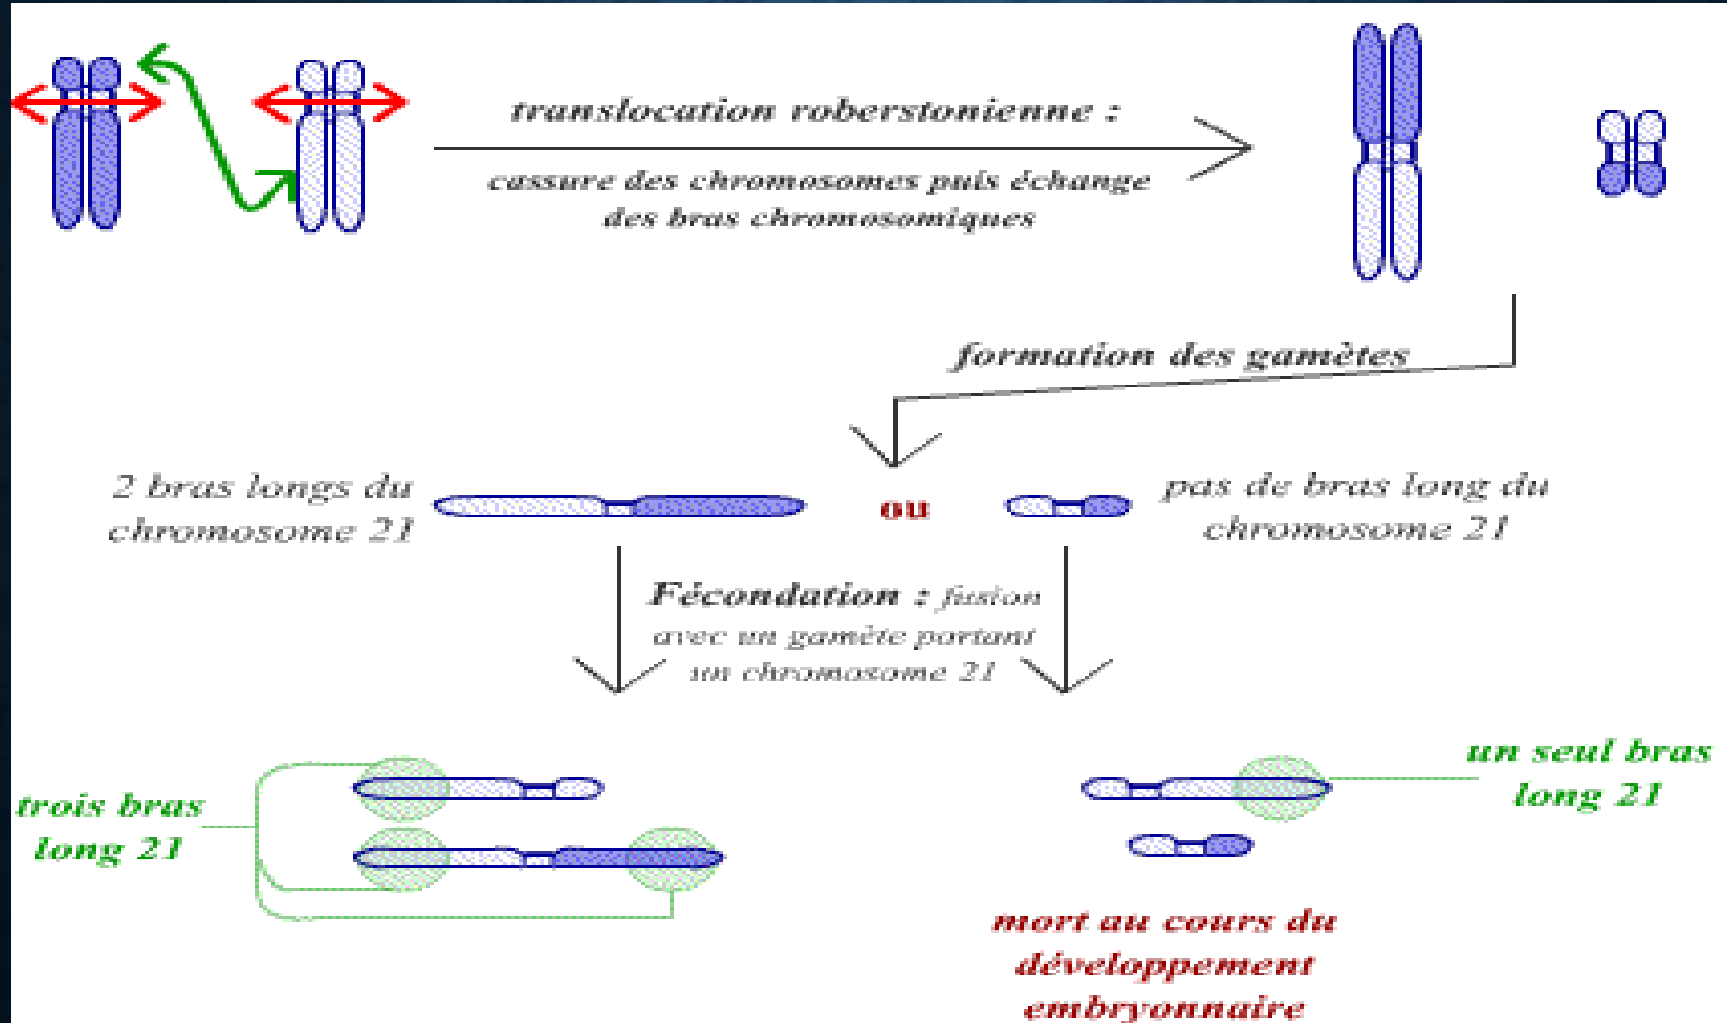 translocation roberstonienne :
cassure des chromosomes puis échange
des bras chromosomiques
formation des gamètes
2 bras longs du
chromosome 21
ou
pas de bras long du
chromosome 21
Fécondation : fusion
avec un gamète portant
un chromosome 21
trois bras
long 21
un seul bras
long 21
mort au cours du
développement
embryonnaire